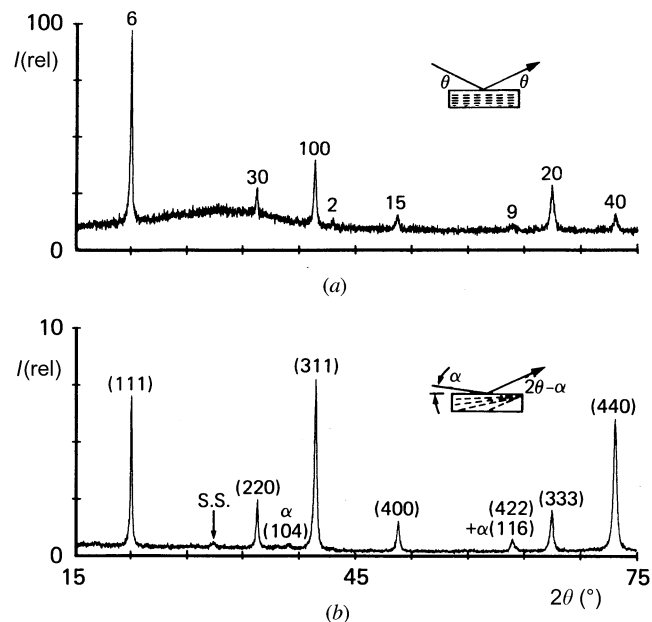 100
6
I(rel)
θ
θ
100
30
2
15
9
20
40
0
(a)
10
I(rel)
(111)
S.S.
(220)
α
(104)
(311)
(400)
α
2θ–α
(422)
+α(116)
(333)
(440)
0
15
45
75
2θ (°)
(b)